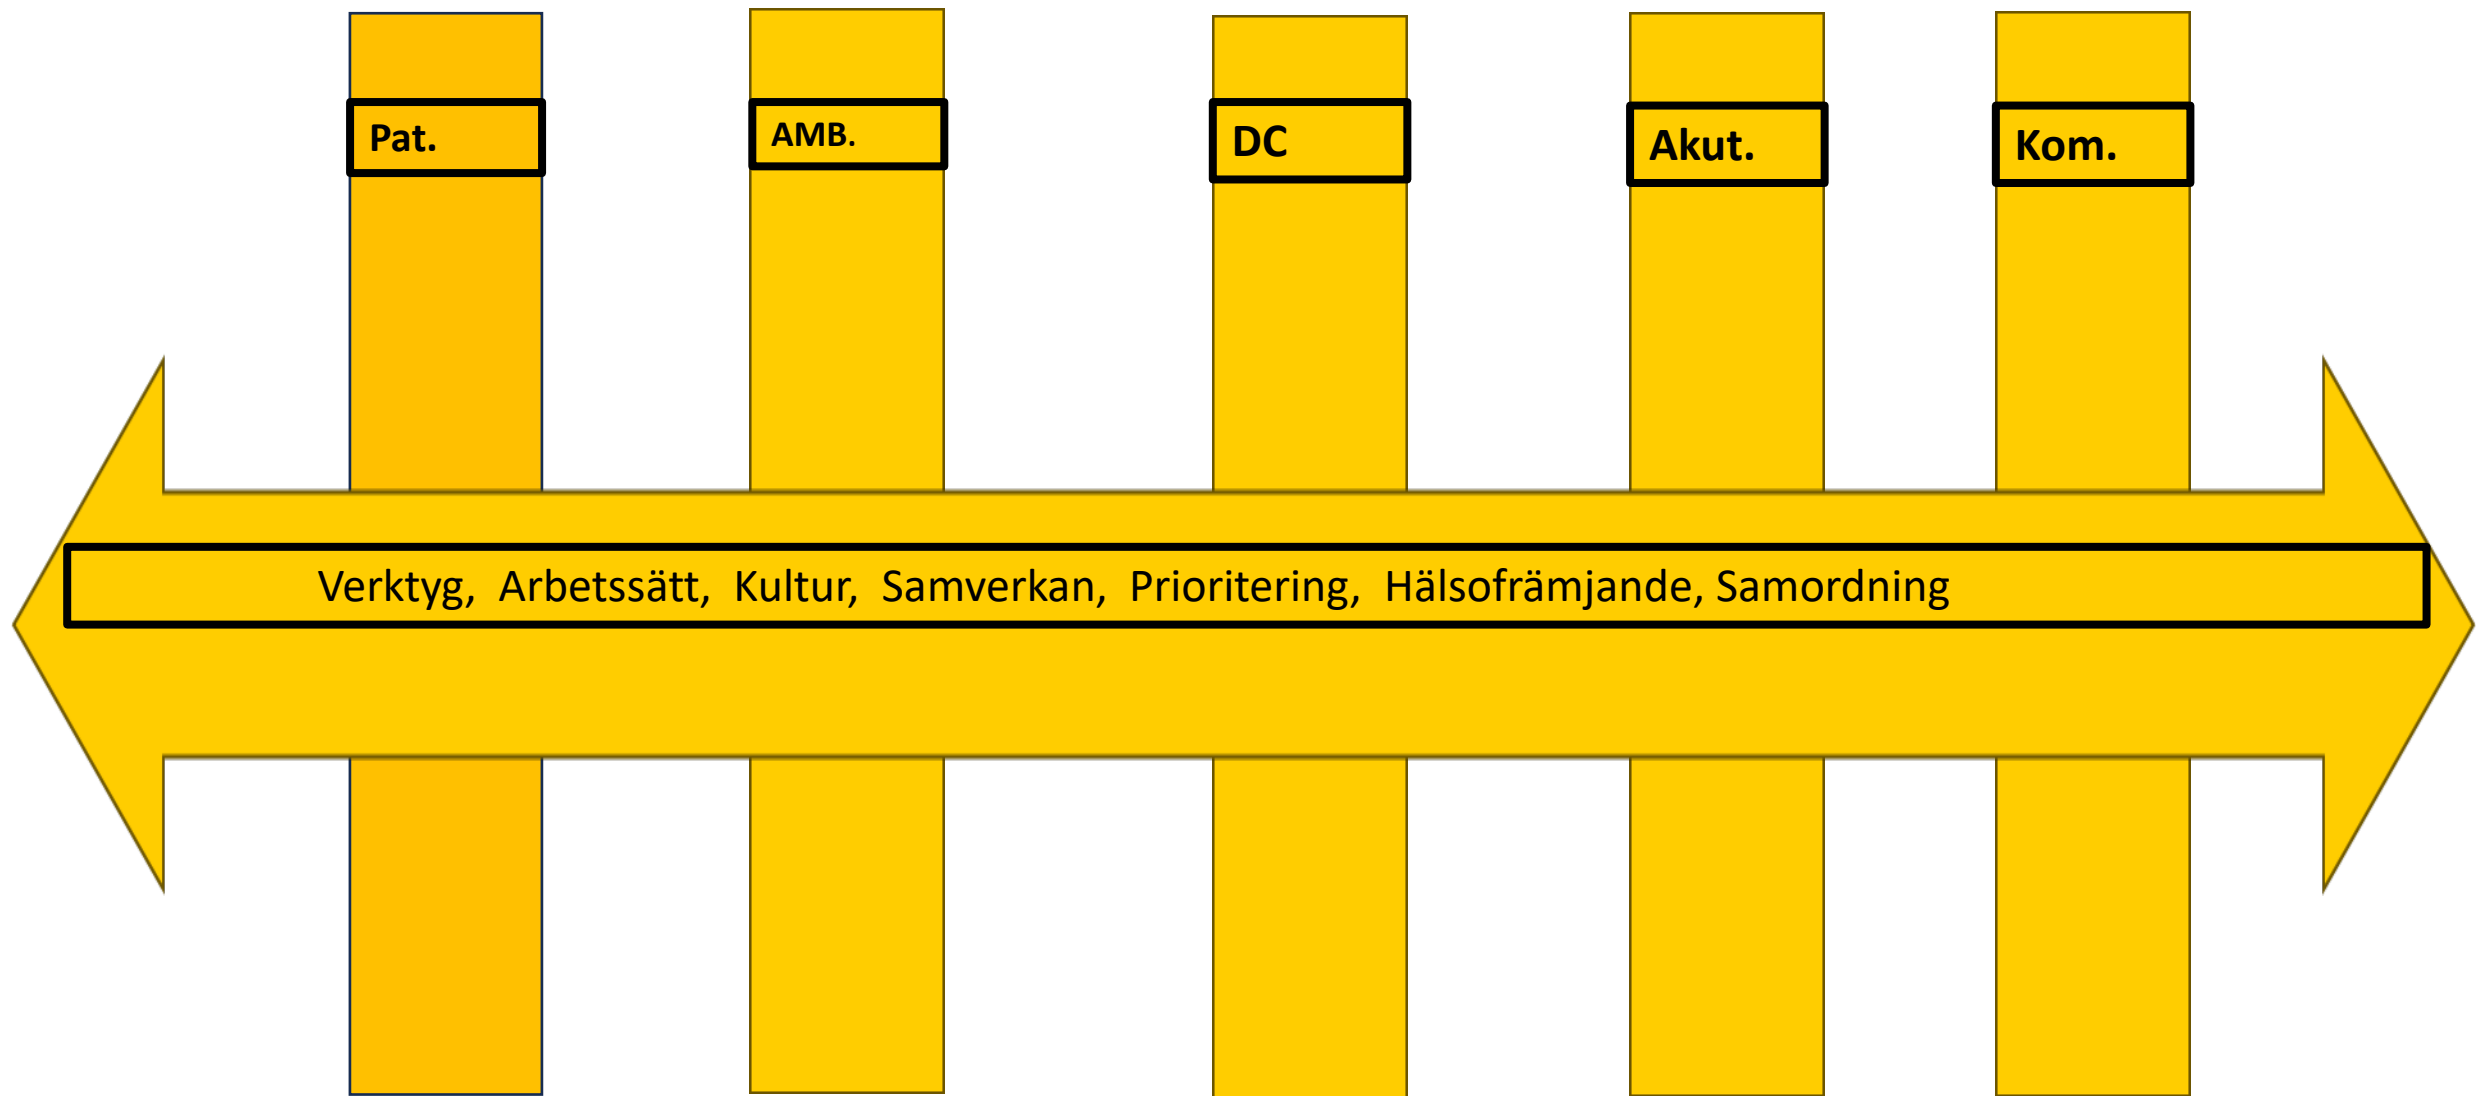 Pat.
AMB.
DC
Akut.
Kom.
Verktyg, Arbetssätt, Kultur, Samverkan, Prioritering, Hälsofrämjande, Samordning